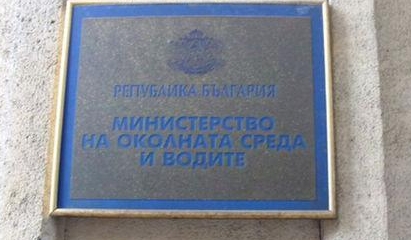 РЕПУБЛИКА БЪЛГАРИЯ
МИНИСТЕРСТВО
НА ОКОЛНАТА СРЕДА
И ВОДИТЕ